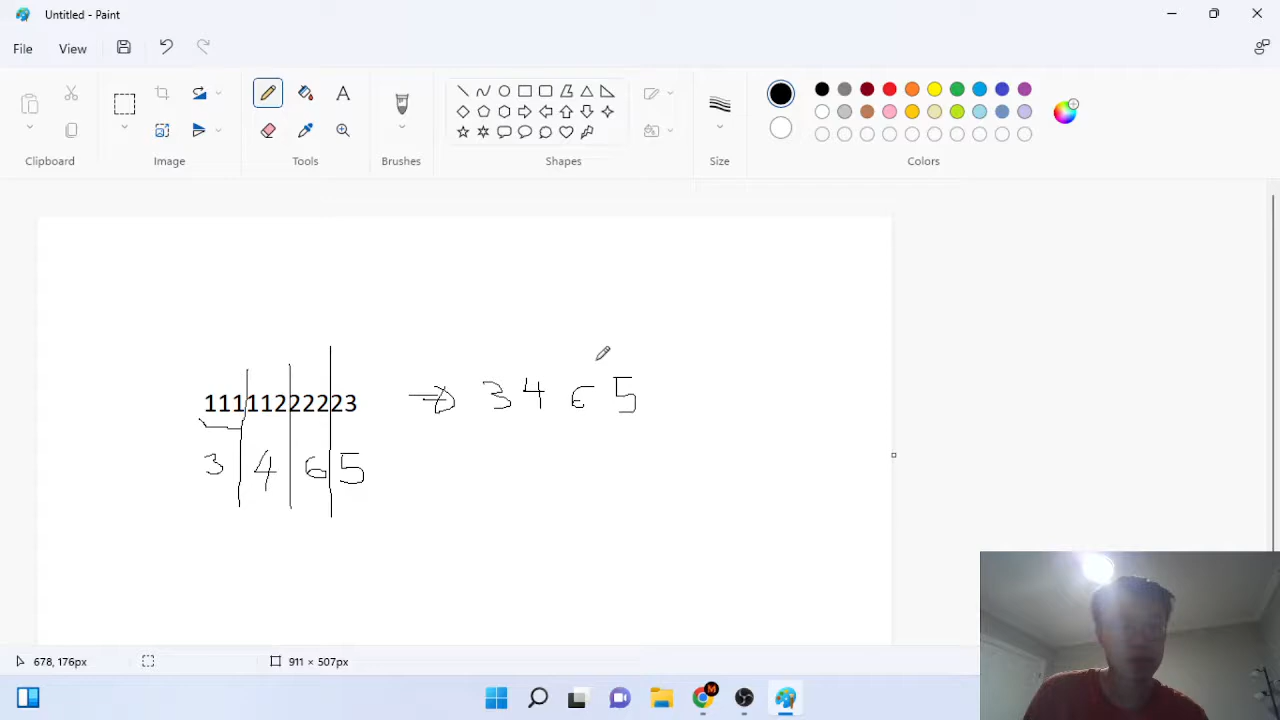 Untitled - Paint
File View
Clipboard Image Tools Brushes Shapes Size Colors
11111222223 3 4 6 5
3 4 6 5
678, 176px 911 × 507px